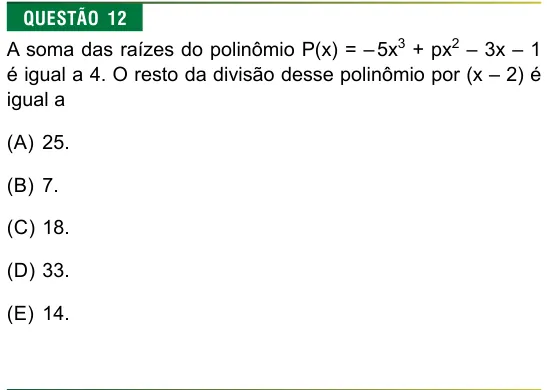 QUESTÃO 12
A soma das raízes do polinômio P(x) = –5x³ + px² – 3x – 1
é igual a 4. O resto da divisão desse polinômio por (x – 2) é
igual a
(A) 25.
(B) 7.
(C) 18.
(D) 33.
(E) 14.